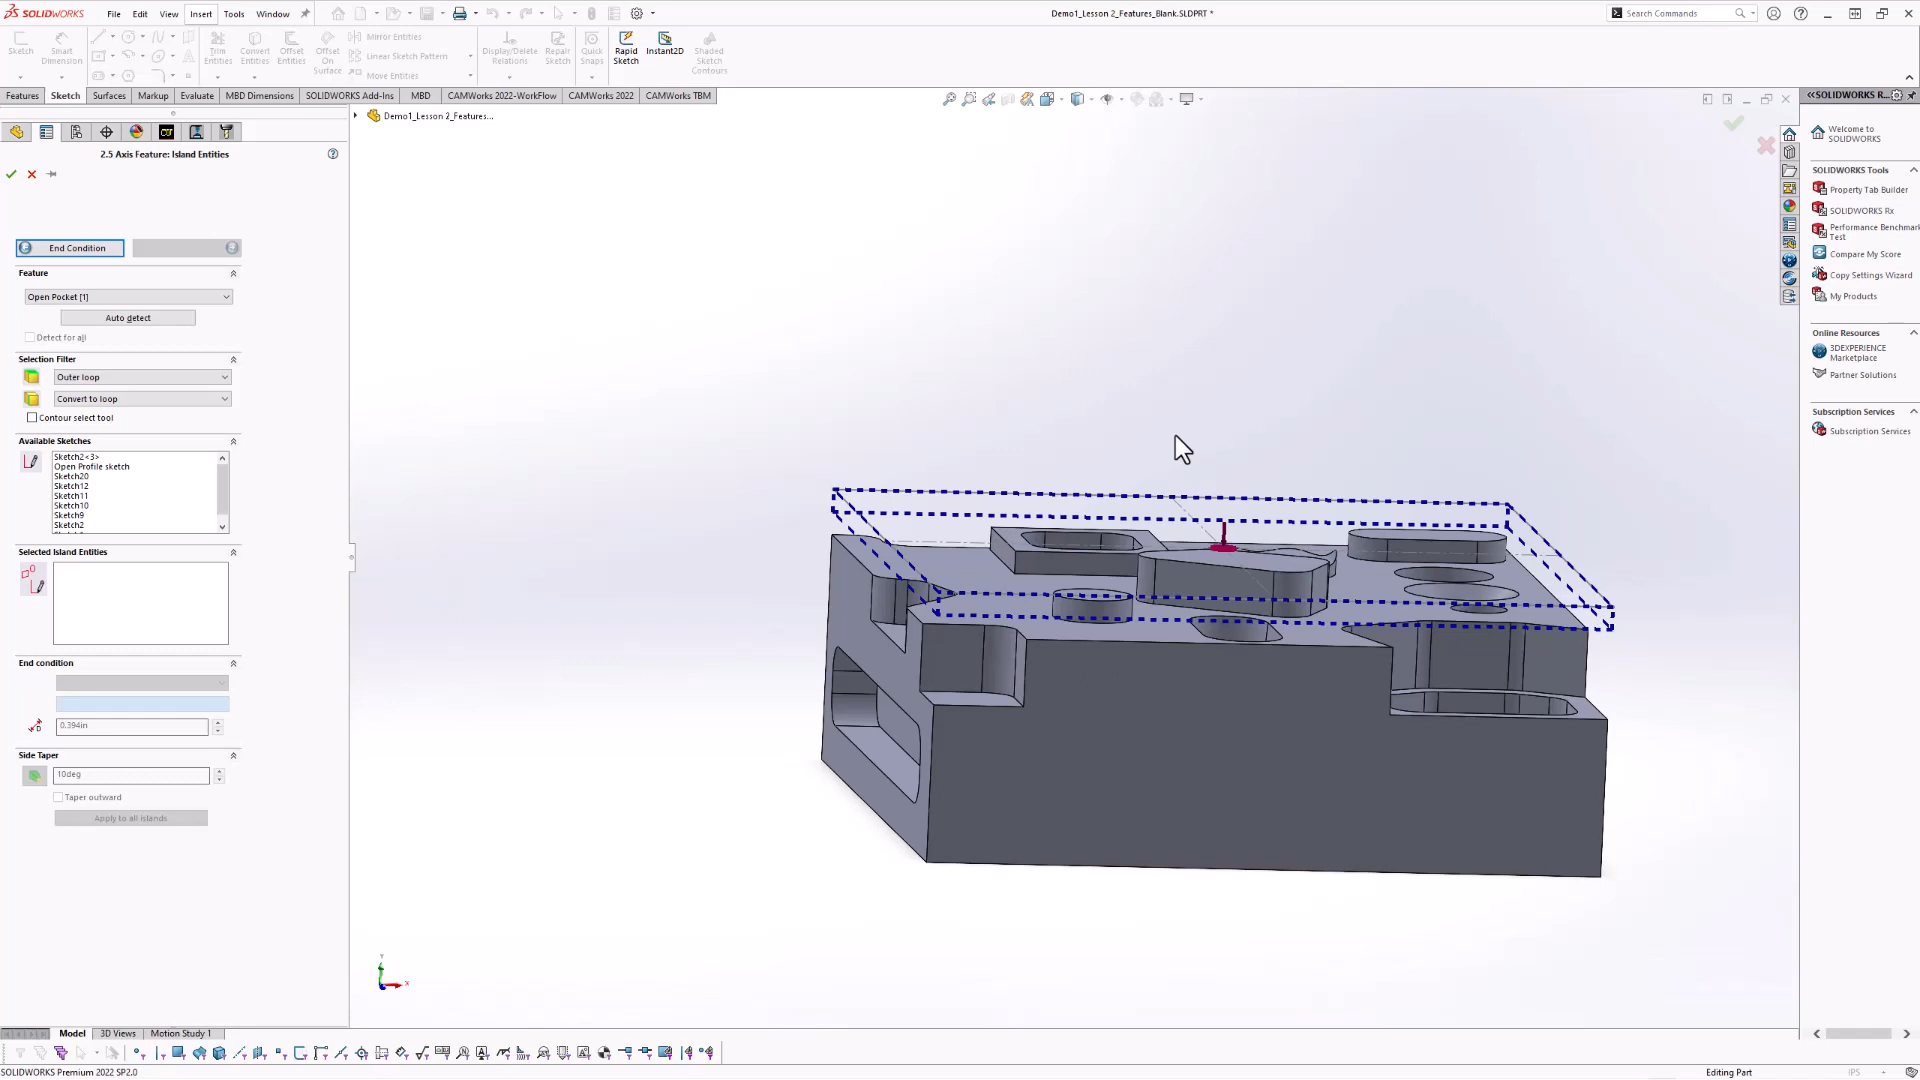 SOLIDWORKS File Edit View Insert Tools Window Demo1_Lesson 2_Features_Blank.SLDPRT * Search Commands
Sketch Smart Dimension Trim Entities Convert Entities Offset Entities Offset On Surface Mirror Entities Linear Sketch Pattern Move Entities Display/Delete Relations Repair Sketch Quick Snaps Rapid Sketch Instant2D Shaded Sketch Contours
Features Sketch Surfaces Markup Evaluate MBD Dimensions SOLIDWORKS Add-Ins MBD CAMWorks 2022-WorkFlow CAMWorks 2022 CAMWorks TBM
Demo1_Lesson 2_Features...
2.5 Axis Feature: Island Entities
End Condition
Feature
Open Pocket [1]
Auto detect
Detect for all
Selection Filter
Outer loop
Convert to loop
Contour select tool
Available Sketches
Sketch2<3>
Open Profile sketch
Sketch20
Sketch12
Sketch11
Sketch10
Sketch9
Sketch2
Selected Island Entities
End condition
0.394in
Side Taper
10deg
Taper outward
Apply to all islands
SOLIDWORKS R...
Welcome to
SOLIDWORKS
SOLIDWORKS Tools
Property Tab Builder
SOLIDWORKS Rx
Performance Benchmark
Test
Compare My Score
Copy Settings Wizard
My Products
Online Resources
3DEXPERIENCE
Marketplace
Partner Solutions
Subscription Services
Subscription Services
Y
X
Model 3D Views Motion Study 1
SOLIDWORKS Premium 2022 SP2.0 Editing Part IPS